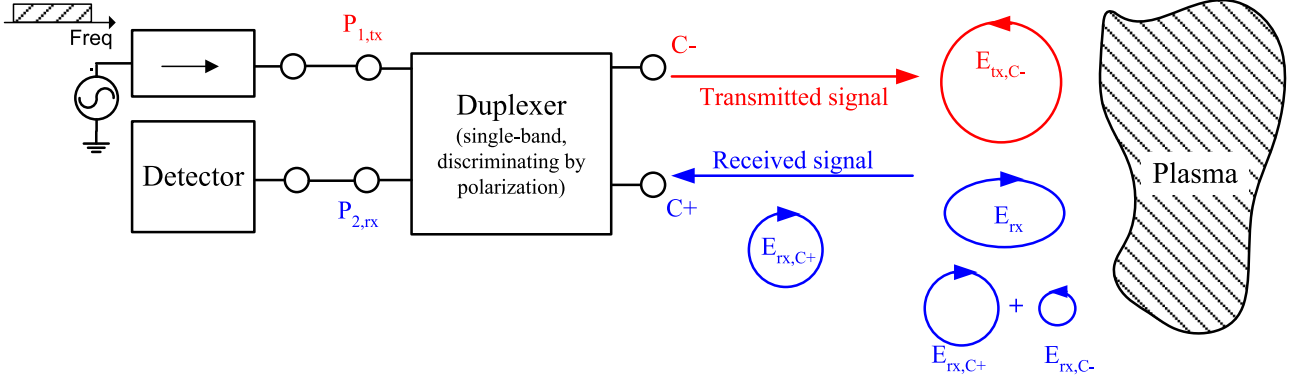 Freq
P1,tx
C-
Etx,C-
Transmitted signal
Duplexer
(single-band,
discriminating by
polarization)
Detector
P2,rx
Received signal
C+
Erx,C+
Erx
Plasma
Erx,C+ + Erx,C-